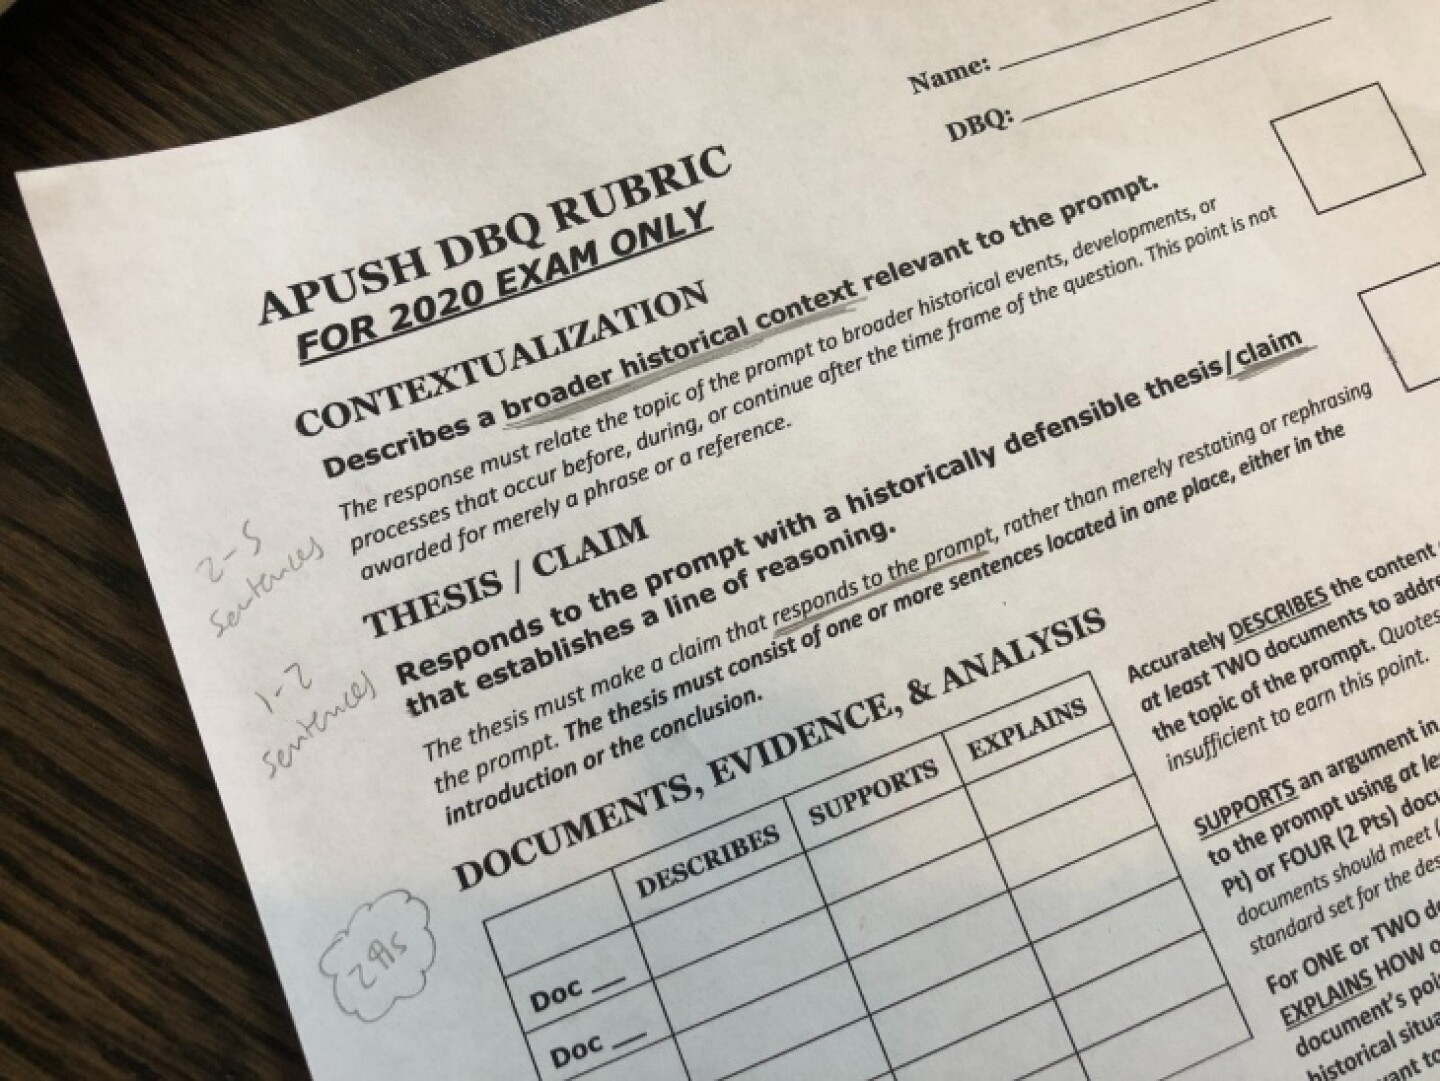 Name:
DBQ:
APUSH DBQ RUBRIC
FOR 2020 EXAM ONLY
CONTEXTUALIZATION
Describes a broader historical context relevant to the prompt.
The response must relate the topic of the prompt to broader historical events, developments, or
processes that occur before, during, or continue after the time frame of the question. This point is not
awarded for merely a phrase or a reference.
2-5
sentences
THESIS / CLAIM
Responds to the prompt with a historically defensible thesis/claim
that establishes a line of reasoning.
The thesis must make a claim that responds to the prompt, rather than merely restating or rephrasing
the prompt. The thesis must consist of one or more sentences located in one place, either in the
introduction or the conclusion.
1-2
sentences
DOCUMENTS, EVIDENCE, & ANALYSIS
DESCRIBES SUPPORTS EXPLAINS
Doc
Doc
Accurately DESCRIBES the content
at least TWO documents to
the topic of the prompt. Quotes
insufficient to earn this point.
SUPPORTS an argument in
to the prompt using at
Pt) or FOUR (2 Pts)
documents should meet
standard set for the
For ONE or TWO
EXPLAINS HOW
document's
historical
to